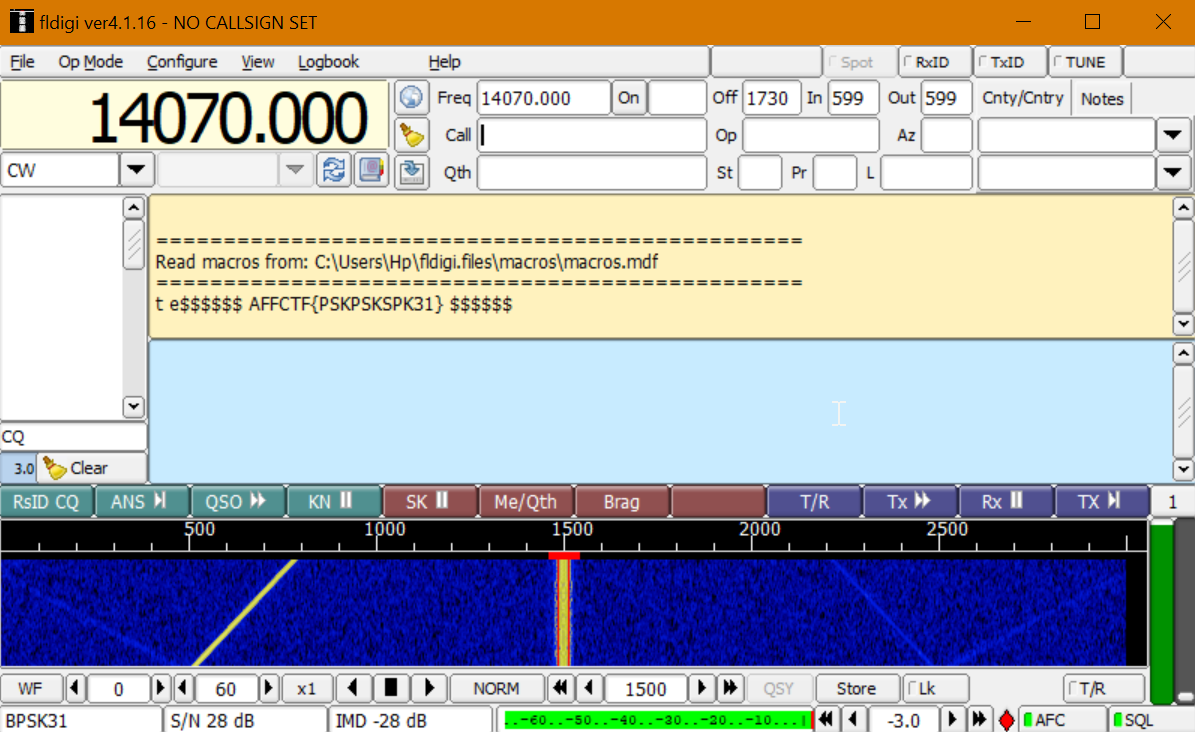 fldigi ver4.1.16 - NO CALLSIGN SET
File Op Mode Configure View Logbook Help Spot RxID TxID TUNE
14070.000 Freq 14070.000 On Off 1730 In 599 Out 599 Cnty/Cntry Notes
Call Op Az
CW Qth St Pr L
================================================
Read macros from: C:\Users\Hp\fldigi.files\macros\macros.mdf
================================================
t e$$$$$$ AFFCTF{PSKPSKSPK31} $$$$$$
CQ
3.0 Clear
RsID CQ ANS QSO KN SK Me/Qth Brag T/R Tx Rx TX 1
500 1000 1500 2000 2500
WF 0 60 x1 NORM 1500 QSY Store Lk T/R
BPSK31 S/N 28 dB IMD -28 dB ..-60..-50..-40..-30..-20..-10...| -3.0 AFC SQL